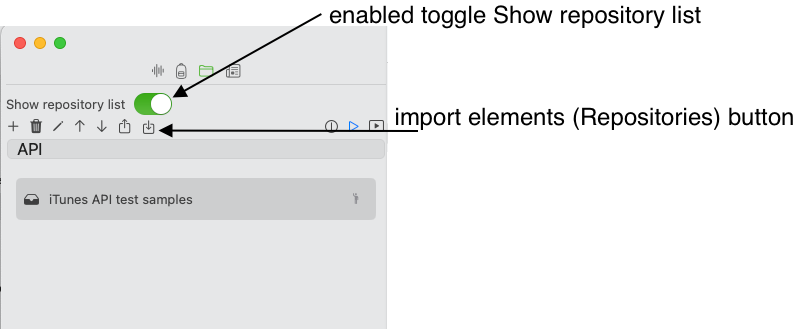 enabled toggle Show repository list
Show repository list
import elements (Repositories) button
API
iTunes API test samples